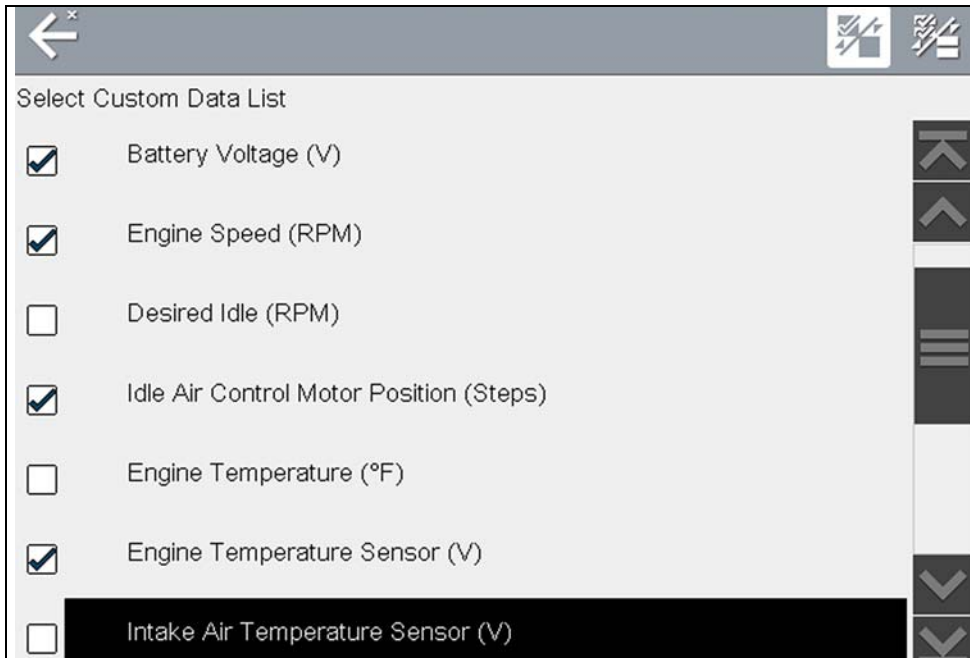 Select Custom Data List
Battery Voltage (V)
Engine Speed (RPM)
Desired Idle (RPM)
Idle Air Control Motor Position (Steps)
Engine Temperature (°F)
Engine Temperature Sensor (V)
Intake Air Temperature Sensor (V)